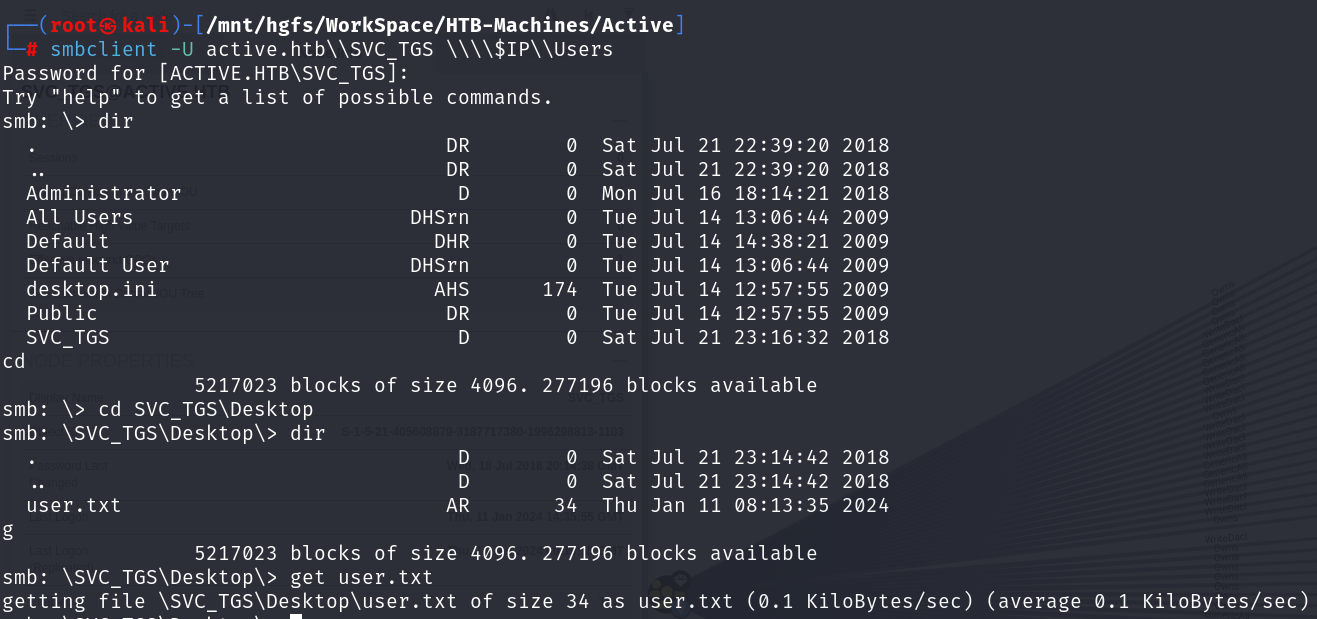 ┌──(root㉿kali)-[/mnt/hgfs/WorkSpace/HTB-Machines/Active]
└─# smbclient -U active.htb\\SVC_TGS \\\\$IP\\Users
Password for [ACTIVE.HTB\SVC_TGS]:
Try "help" to get a list of possible commands.
smb: \> dir
  .                                  DR        0  Sat Jul 21 22:39:20 2018
  ..                                 DR        0  Sat Jul 21 22:39:20 2018
  Administrator                       D        0  Mon Jul 16 18:14:21 2018
  All Users                       DHSrn        0  Tue Jul 14 13:06:44 2009
  Default                           DHR        0  Tue Jul 14 14:38:21 2009
  Default User                    DHSrn        0  Tue Jul 14 13:06:44 2009
  desktop.ini                       AHS      174  Tue Jul 14 12:57:55 2009
  Public                             DR        0  Tue Jul 14 12:57:55 2009
  SVC_TGS                             D        0  Sat Jul 21 23:16:32 2018
cd
                5217023 blocks of size 4096. 277196 blocks available
smb: \> cd SVC_TGS\Desktop
smb: \SVC_TGS\Desktop\> dir
  .                                   D        0  Sat Jul 21 23:14:42 2018
  ..                                  D        0  Sat Jul 21 23:14:42 2018
  user.txt                           AR       34  Thu Jan 11 08:13:35 2024
g
                5217023 blocks of size 4096. 277196 blocks available
smb: \SVC_TGS\Desktop\> get user.txt
getting file \SVC_TGS\Desktop\user.txt of size 34 as user.txt (0.1 KiloBytes/sec) (average 0.1 KiloBytes/sec)